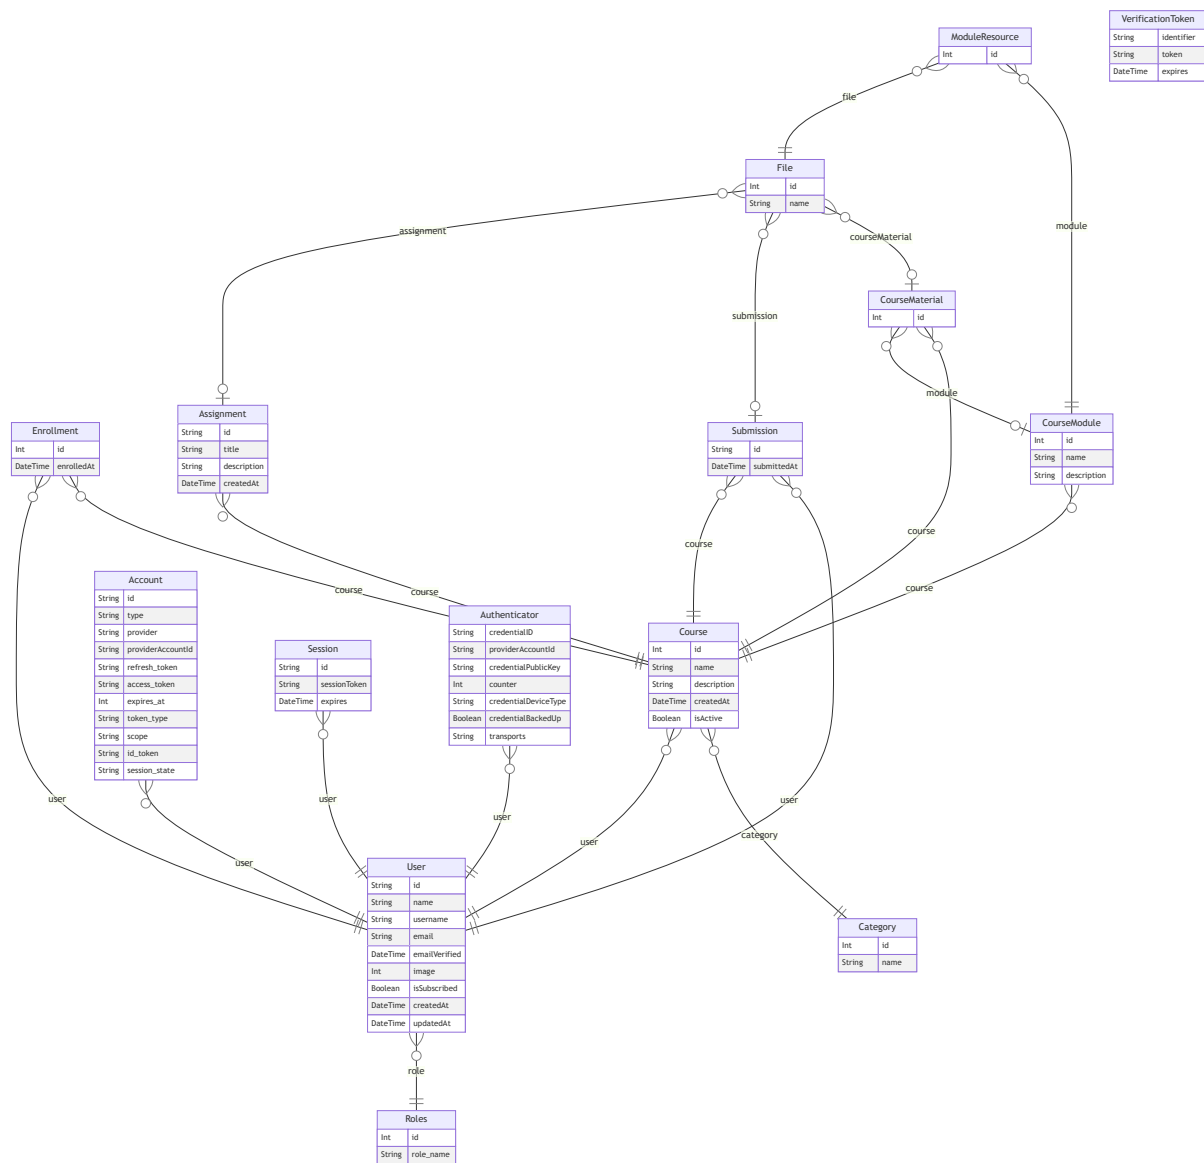 VerificationToken
String identifier
String token
DateTime expires
ModuleResource
Int id
file
File
Int id
String name
assignment
courseMaterial
module
CourseMaterial
Int id
submission
module
Assignment
String id
String title
String description
DateTime createdAt
Enrollment
Int id
DateTime enrolledAt
Submission
String id
DateTime submittedAt
CourseModule
Int id
String name
String description
course
course
course
course
course
Account
String id
String type
String provider
String providerAccountId
String refresh_token
String access_token
Int expires_at
String token_type
String scope
String id_token
String session_state
Session
String id
String sessionToken
DateTime expires
Authenticator
String credentialID
String providerAccountId
String credentialPublicKey
Int counter
String credentialDeviceType
Boolean credentialBackedUp
String transports
Course
Int id
String name
String description
DateTime createdAt
Boolean isActive
user
user
user
user
user
user
category
User
String id
String name
String username
String email
DateTime emailVerified
Int image
Boolean isSubscribed
DateTime createdAt
DateTime updatedAt
Category
Int id
String name
role
Roles
Int id
String role_name